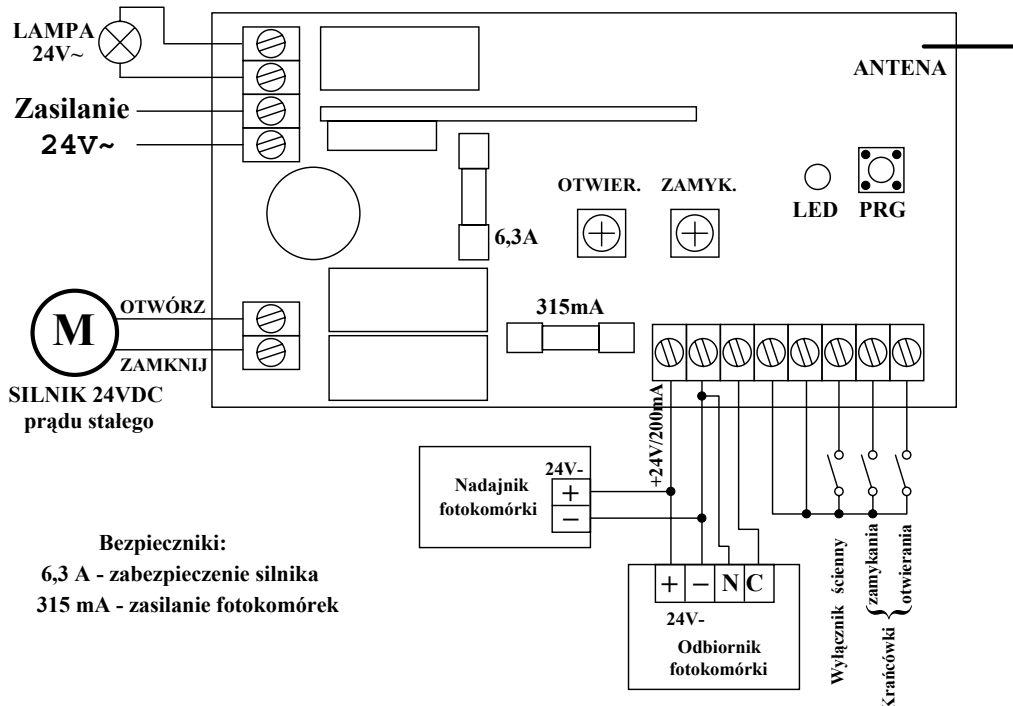 LAMPA
24V~
Zasilanie
24V~
ANTENA
OTWIER.
ZAMYK.
LED
PRG
6,3A
315mA
OTWÓRZ
M
ZAMKNIJ
SILNIK 24VDC
prądu stałego
+24V/200mA
Nadajnik
fotokomórki
24V-
+
−
Bezpieczniki:
6,3 A - zabezpieczenie silnika
315 mA - zasilanie fotokomórek
+ − N C
24V-
Odbiornik
fotokomórki
Wyłącznik ścienny
zamykania
otwierania
Krańcówki